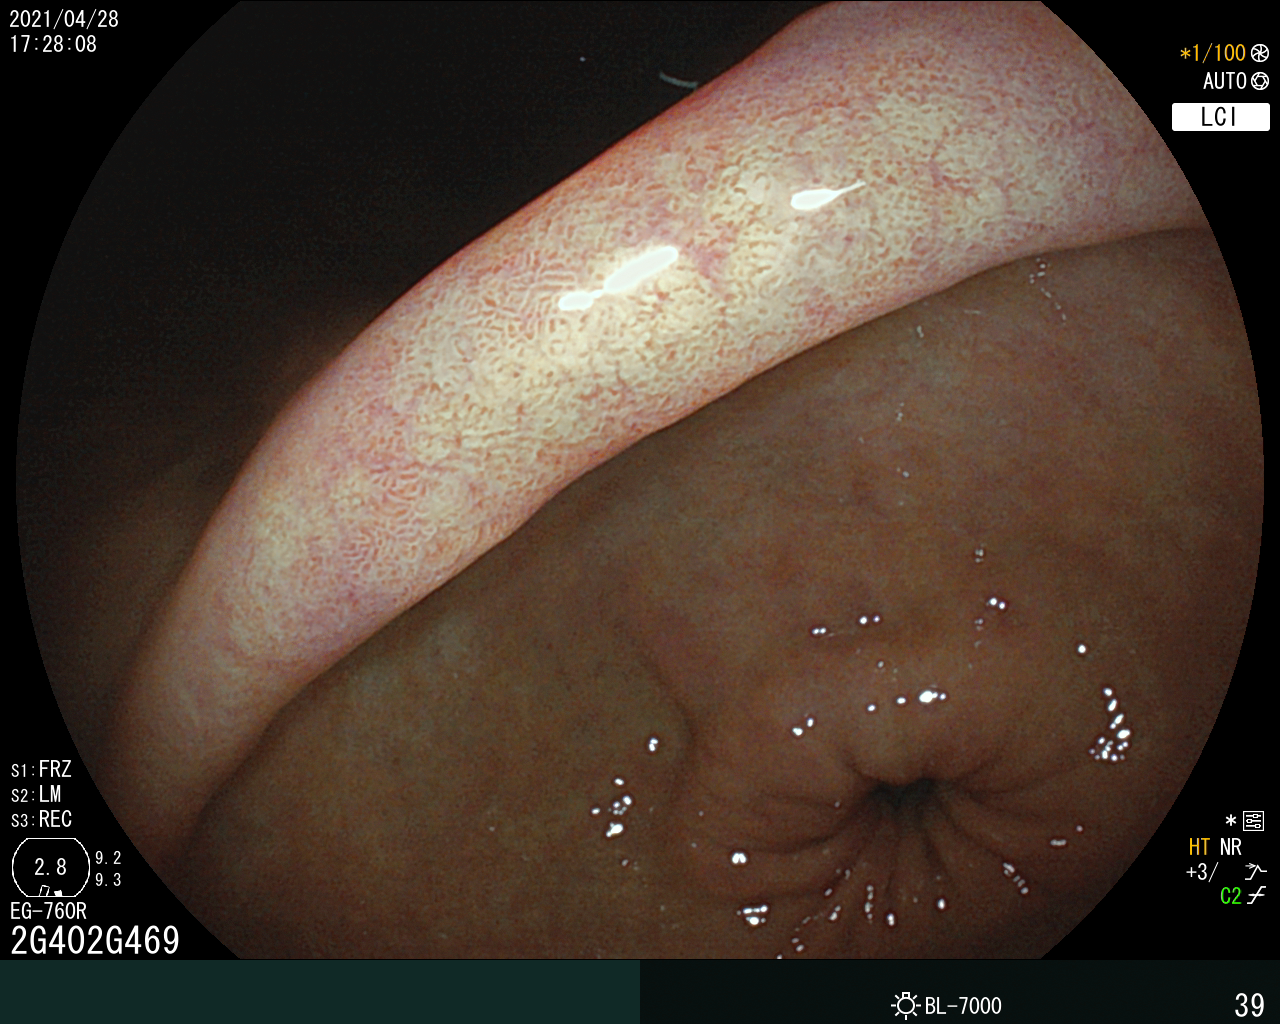 2021/04/28
17:28:08
*1/100
AUTO
LCI
S1:FRZ
S2:LM
S3:REC
2.8
9.2
9.3
EG-760R
2G402G469
*
HT NR
+3/
C2
BL-7000
39